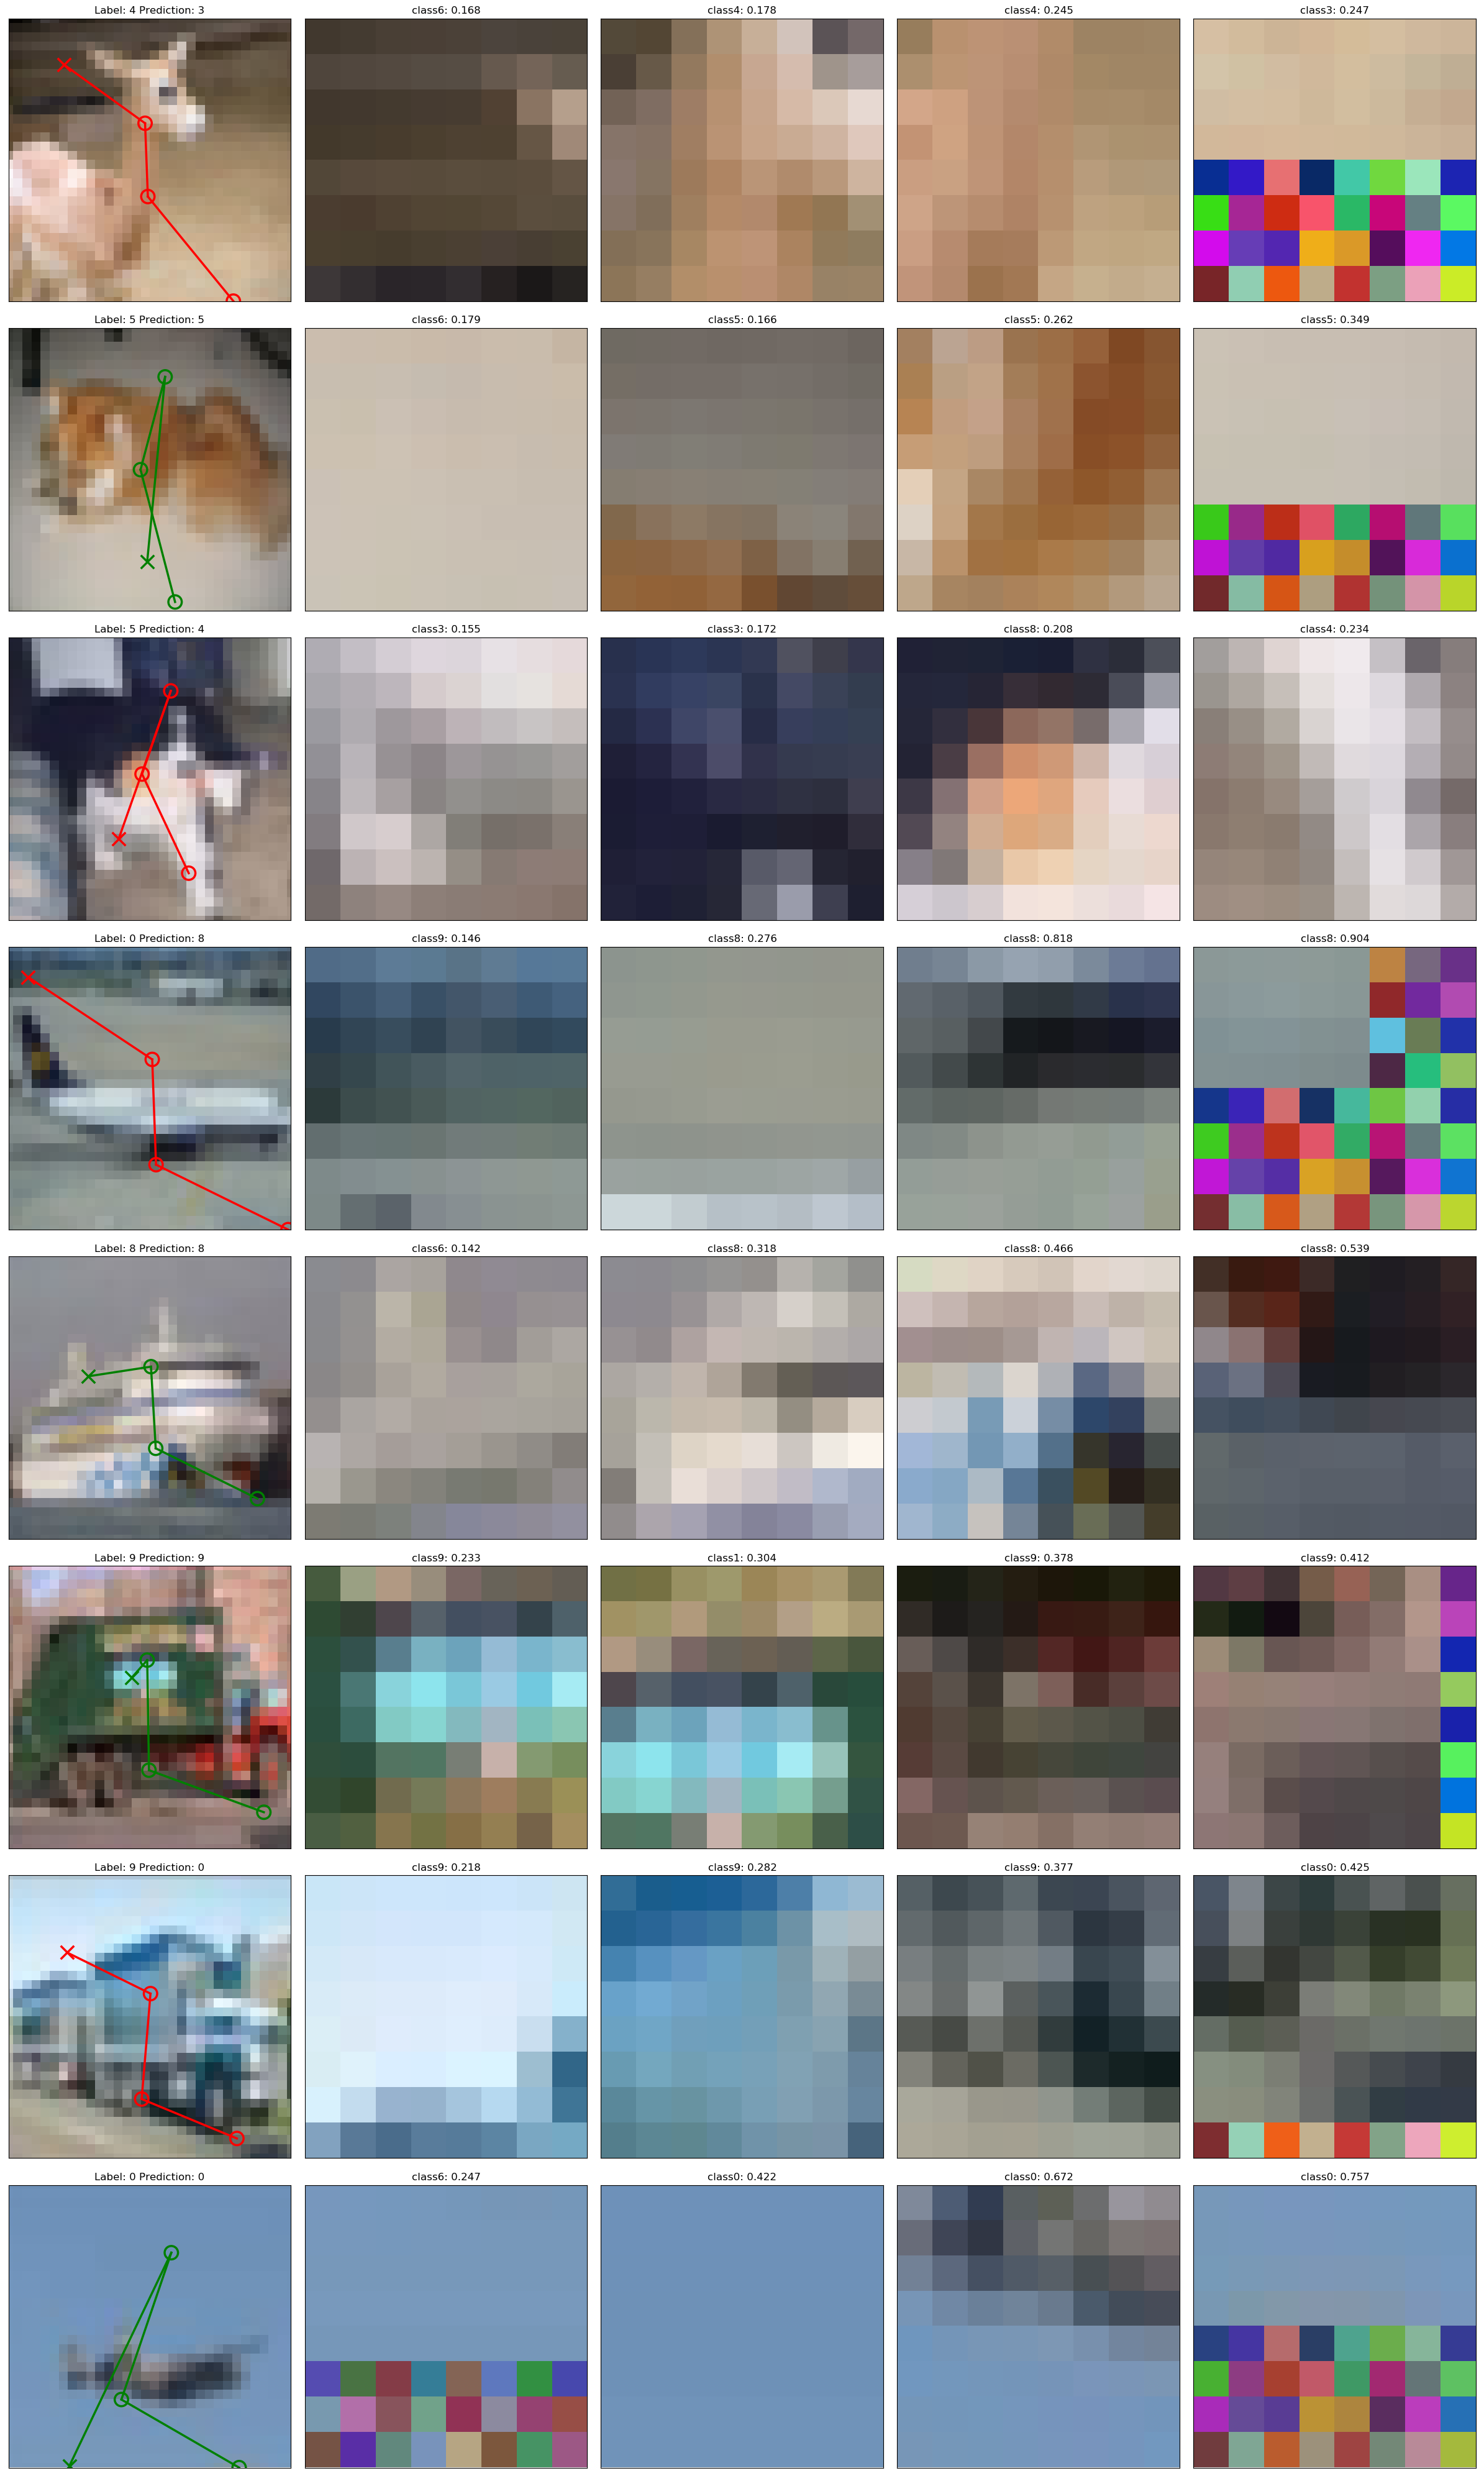 Label: 4 Prediction: 3
class6: 0.168
class4: 0.178
class4: 0.245
class3: 0.247
Label: 5 Prediction: 5
class6: 0.179
class5: 0.166
class5: 0.262
class5: 0.349
Label: 5 Prediction: 4
class3: 0.155
class3: 0.172
class8: 0.208
class4: 0.234
Label: 0 Prediction: 8
class9: 0.146
class8: 0.276
class8: 0.818
class8: 0.904
Label: 8 Prediction: 8
class6: 0.142
class8: 0.318
class8: 0.466
class8: 0.539
Label: 9 Prediction: 9
class9: 0.233
class1: 0.304
class9: 0.378
class9: 0.412
Label: 9 Prediction: 0
class9: 0.218
class9: 0.282
class9: 0.377
class0: 0.425
Label: 0 Prediction: 0
class6: 0.247
class0: 0.422
class0: 0.672
class0: 0.757